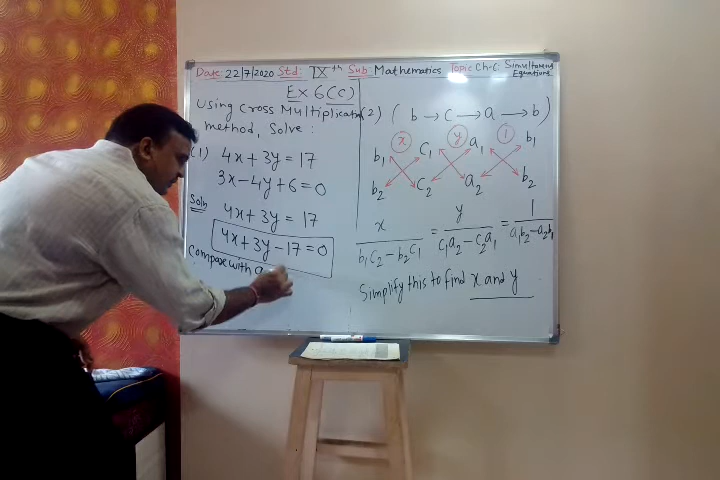 Date: 22/7/2020 Std: IXth Sub Mathematics Topic Ch-6: Simultaneous Equations
Ex 6(C)
Using Cross Multiplication
method, Solve :
(1) 4x + 3y = 17
3x - 4y + 6 = 0
Soln
4x + 3y = 17
4x + 3y - 17 = 0
Compare with a
(2) ( b → c → a → b )
x y 1
b₁ c₁ a₁ b₁
b₂ c₂ a₂ b₂
x / (b₁c₂ - b₂c₁) = y / (c₁a₂ - c₂a₁) = 1 / (a₁b₂ - a₂b₁)
Simplify this to find x and y